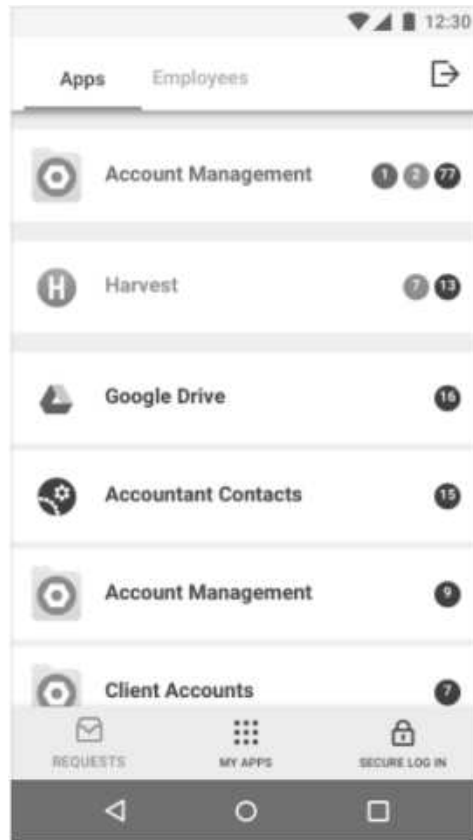 12:30
Apps Employees
Account Management 1 2 77
H Harvest 7 13
Google Drive 16
Accountant Contacts 15
Account Management 9
Client Accounts 7
REQUESTS MY APPS SECURE LOG IN